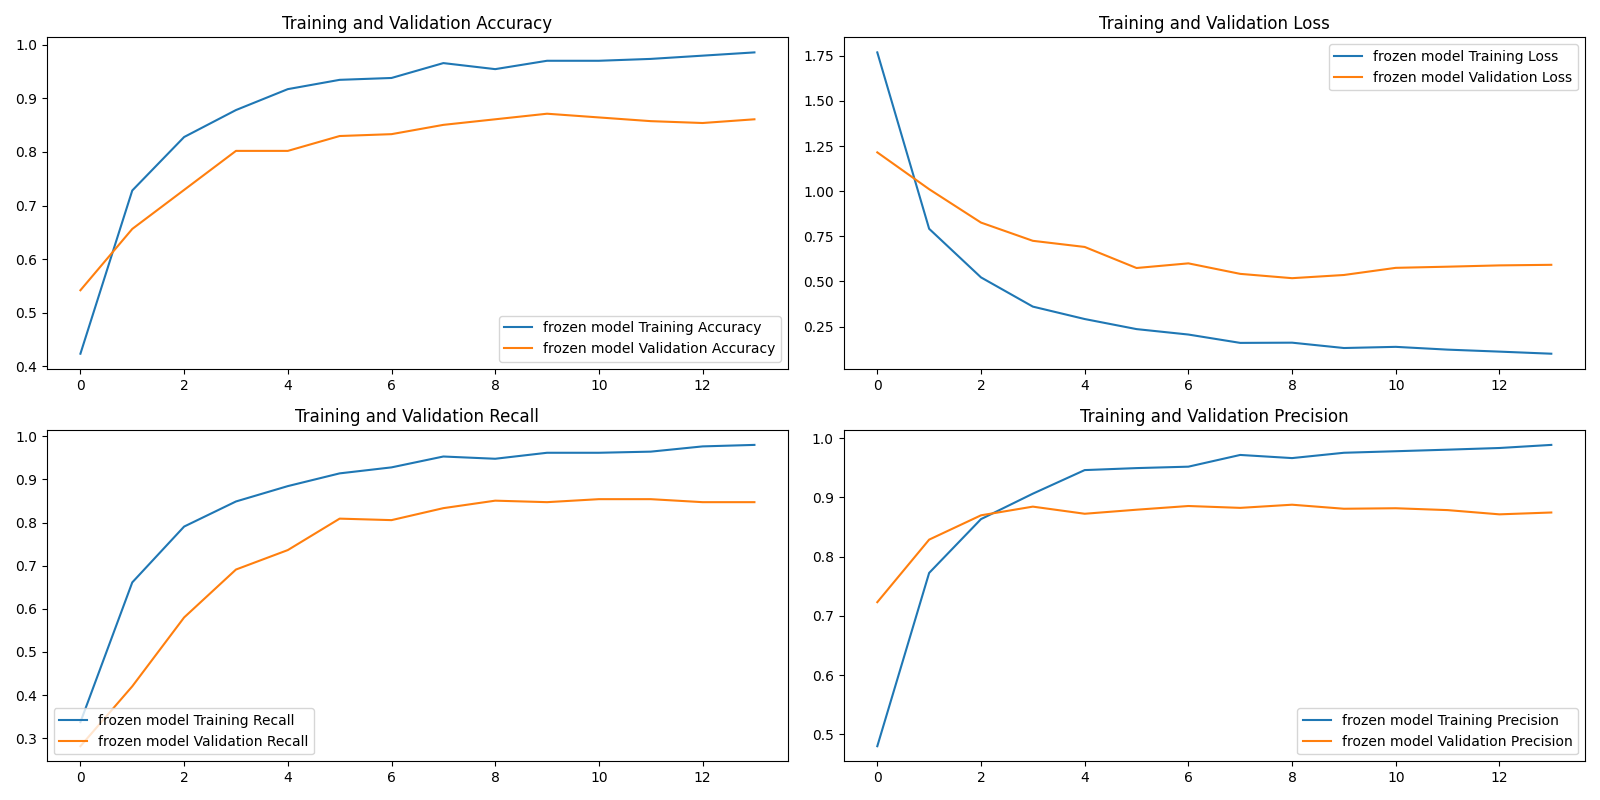 Training and Validation Accuracy
1.0
0.9
0.8
0.7
0.6
0.5
0.4
frozen model Training Accuracy
frozen model Validation Accuracy
0 2 4 6 8 10 12
Training and Validation Loss
1.75
1.50
1.25
1.00
0.75
0.50
0.25
frozen model Training Loss
frozen model Validation Loss
0 2 4 6 8 10 12
Training and Validation Recall
1.0
0.9
0.8
0.7
0.6
0.5
0.4
0.3
frozen model Training Recall
frozen model Validation Recall
0 2 4 6 8 10 12
Training and Validation Precision
1.0
0.9
0.8
0.7
0.6
0.5
frozen model Training Precision
frozen model Validation Precision
0 2 4 6 8 10 12